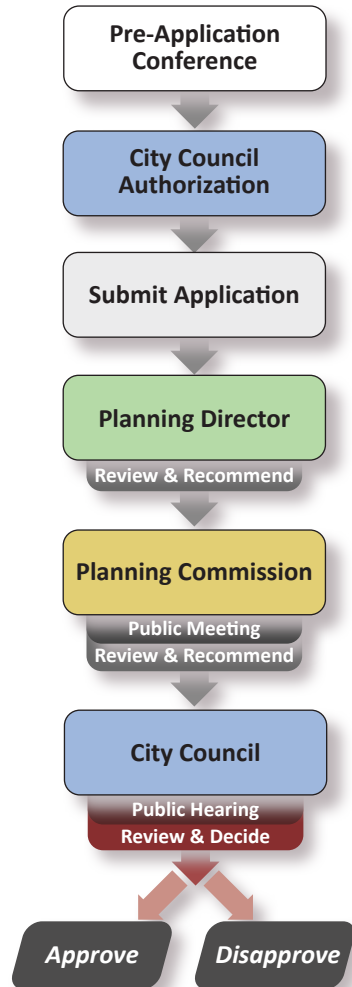 Pre-Application
Conference
City Council
Authorization
Submit Application
Planning Director
Review & Recommend
Planning Commission
Public Meeting
Review & Recommend
City Council
Public Hearing
Review & Decide
Approve
Disapprove